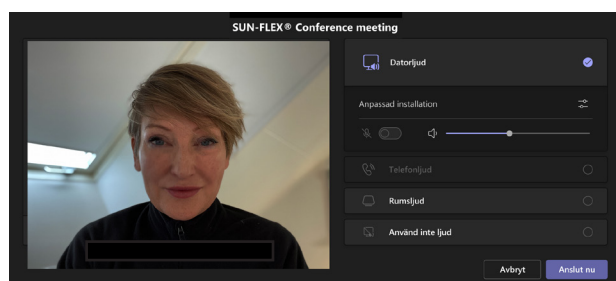 SUN-FLEX® Conference meeting
Datorljud
Anpassad installation
Telefonljud
Rumsljud
Använd inte ljud
Avbryt
Anslut nu